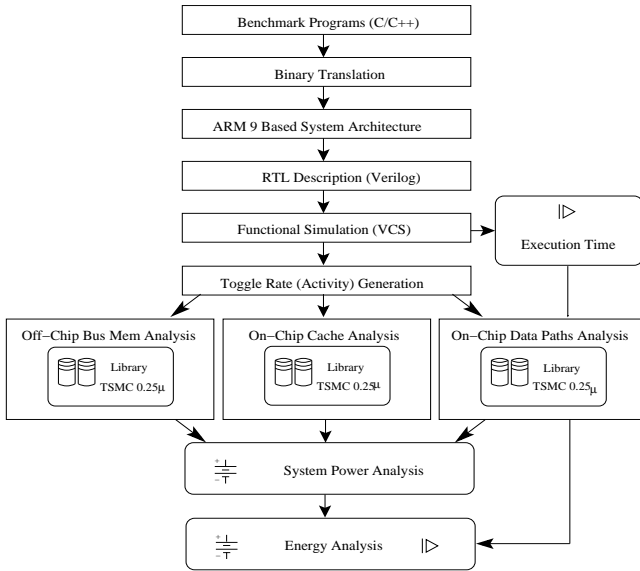 Benchmark Programs (C/C++)
Binary Translation
ARM 9 Based System Architecture
RTL Description (Verilog)
Functional Simulation (VCS)
Execution Time
Toggle Rate (Activity) Generation
Off−Chip Bus Mem Analysis
Library
TSMC 0.25μ
On−Chip Cache Analysis
Library
TSMC 0.25μ
On−Chip Data Paths Analysis
Library
TSMC 0.25μ
System Power Analysis
Energy Analysis